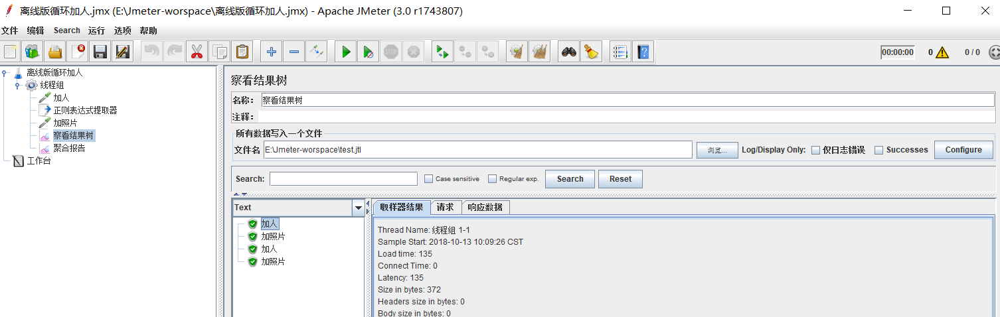 离线版循环加人.jmx (E:\Jmeter-worspace\离线版循环加人.jmx) - Apache JMeter (3.0 r1743807)
文件 编辑 Search 运行 选项 帮助
STOP 00:00:00 0 0 / 0
离线版循环加人
线程组
加人
正则表达式提取器
加照片
察看结果树
聚合报告
工作台
察看结果树
名称： 察看结果树
注释：
所有数据写入一个文件
文件名 E:\Jmeter-worspace\test.jtl 浏览... Log/Display Only: 仅日志错误 Successes Configure
Search: Case sensitive Regular exp. Search Reset
Text
加人
加照片
加人
加照片
取样器结果 请求 响应数据
Thread Name: 线程组 1-1
Sample Start: 2018-10-13 10:09:26 CST
Load time: 135
Connect Time: 0
Latency: 135
Size in bytes: 372
Headers size in bytes: 0
Body size in bytes: 0